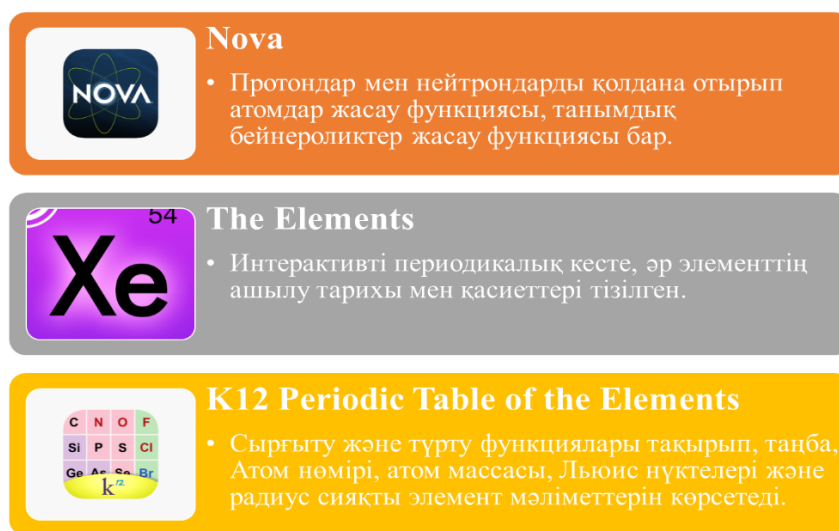 NOVA
Nova
• Протондар мен нейтрондарды қолдана отырып
атомдар жасау функциясы, танымдық
бейнероликтер жасау функциясы бар.
54
Xe
The Elements
• Интерактивті периодикалық кесте, әр элементтің
ашылу тарихы мен қасиеттері тізілген.
C N O F
Si P S Cl
Ge As Se Br
k12
K12 Periodic Table of the Elements
• Сырғыту және түрту функциялары тақырып, таңба,
Атом нөмірі, атом массасы, Льюис нүктелері және
радиус сияқты элемент мәліметтерін көрсетеді.